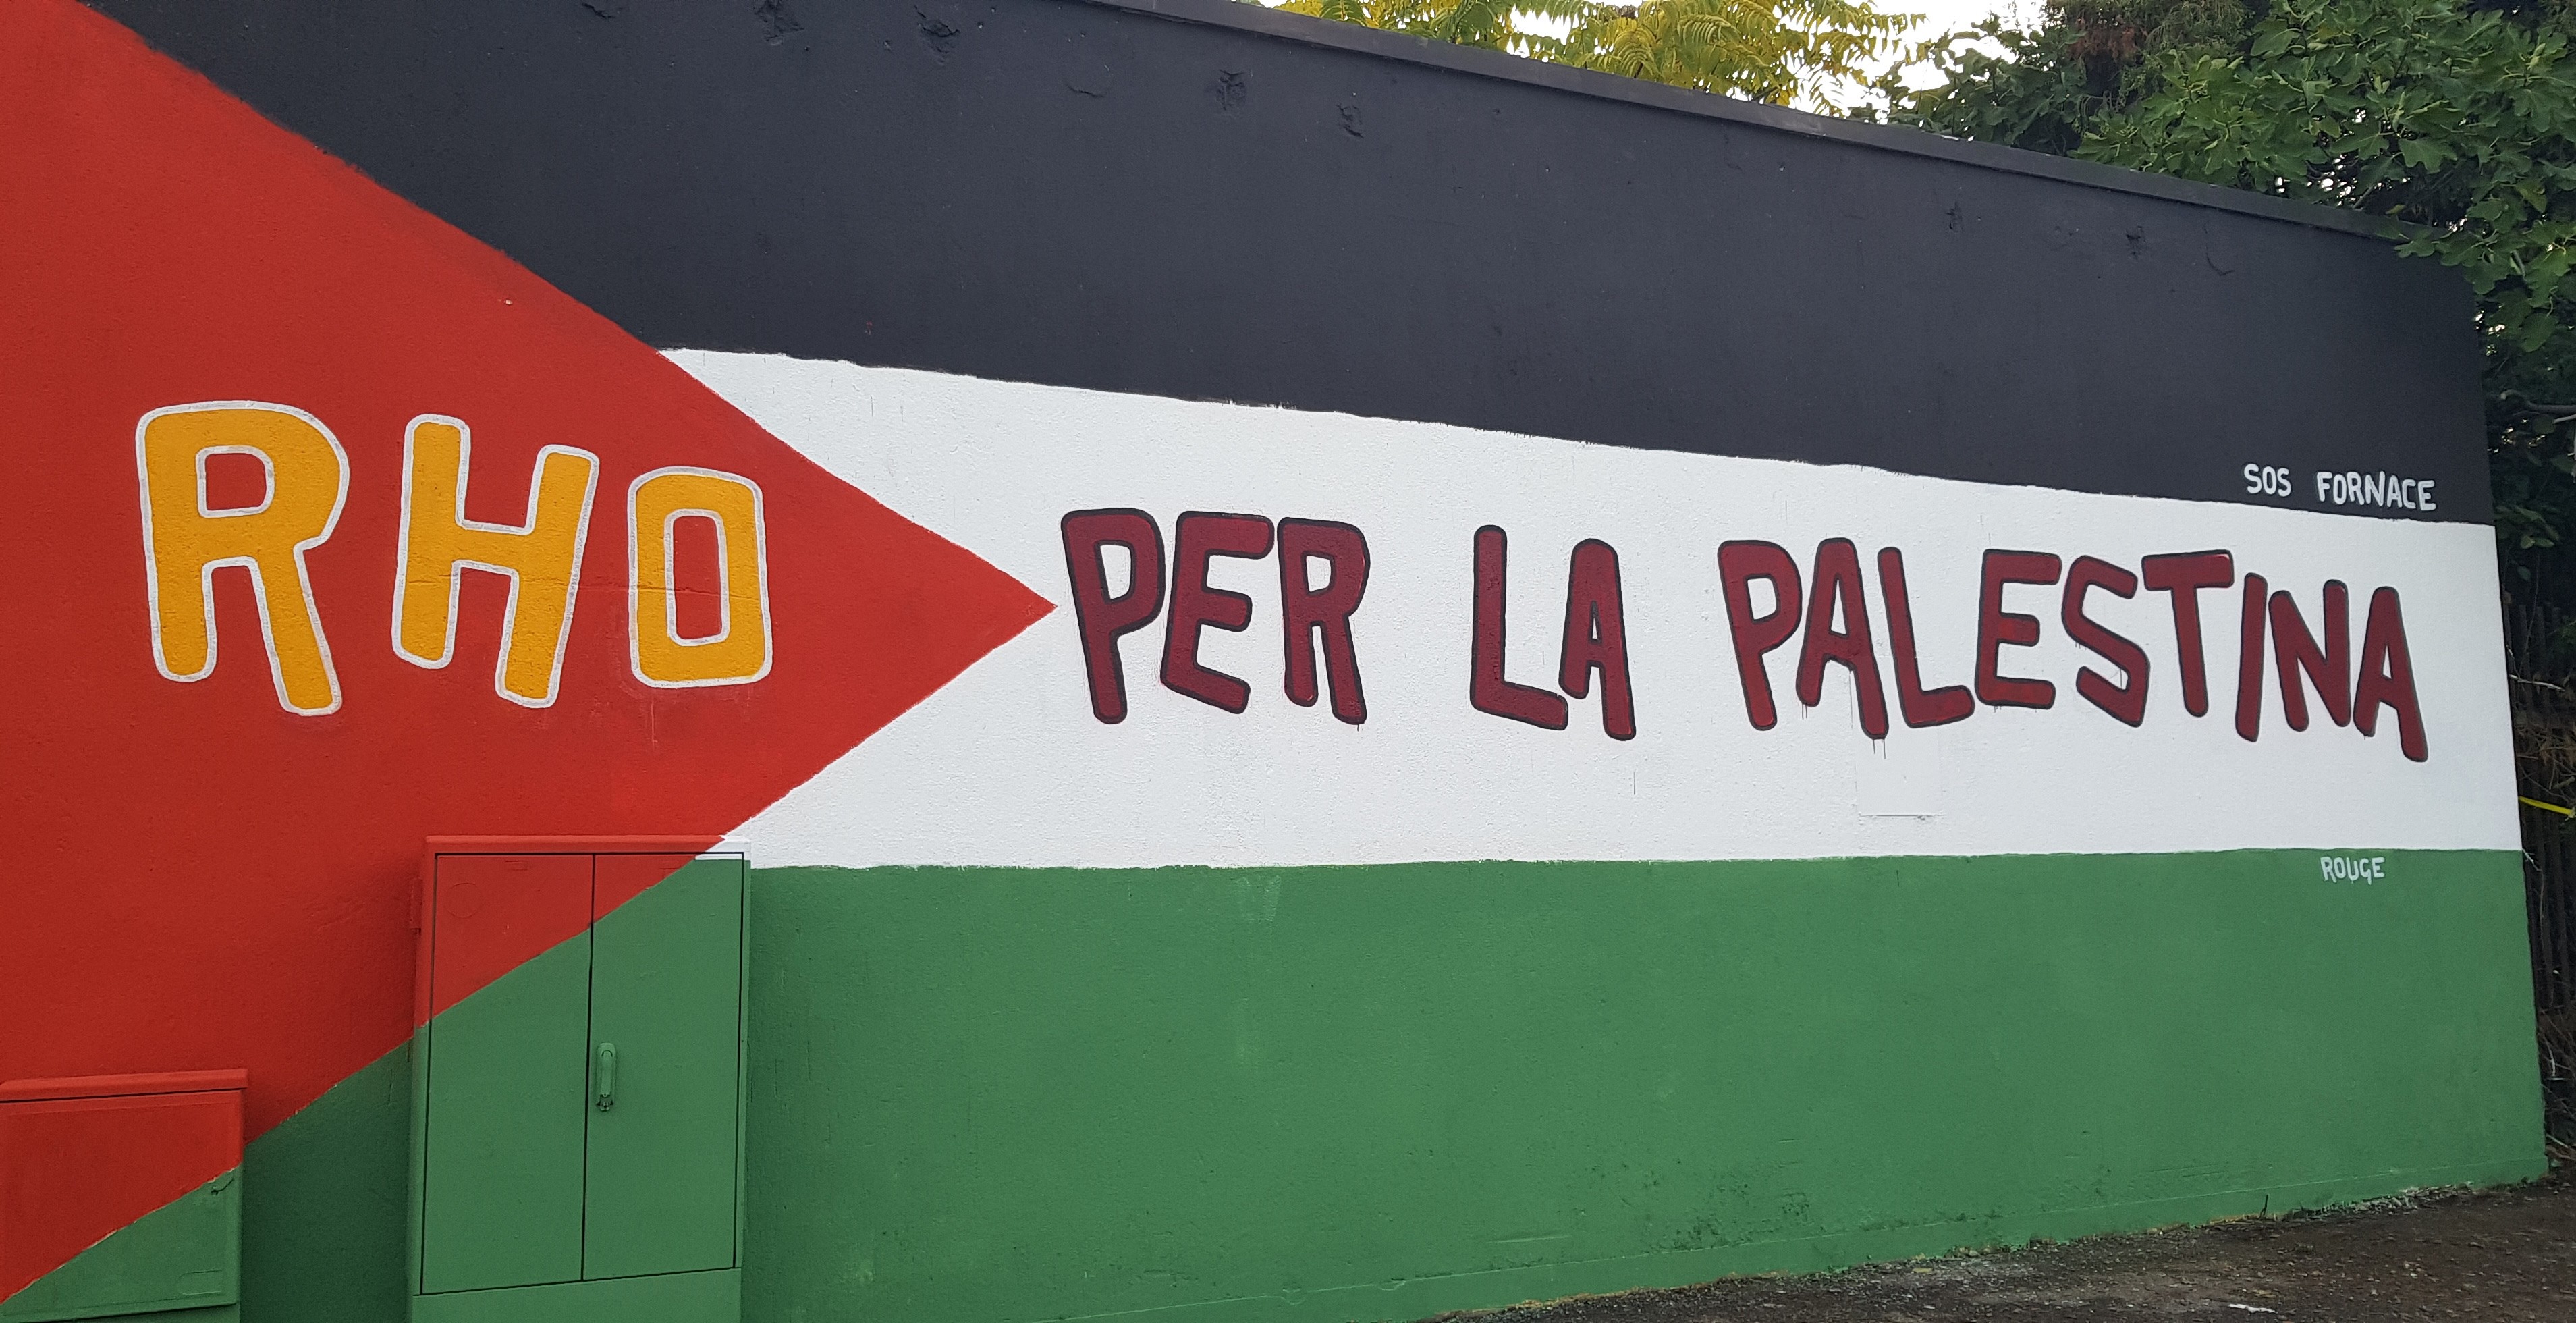 RHO PER LA PALESTINA
SOS FORNACE
ROUGE